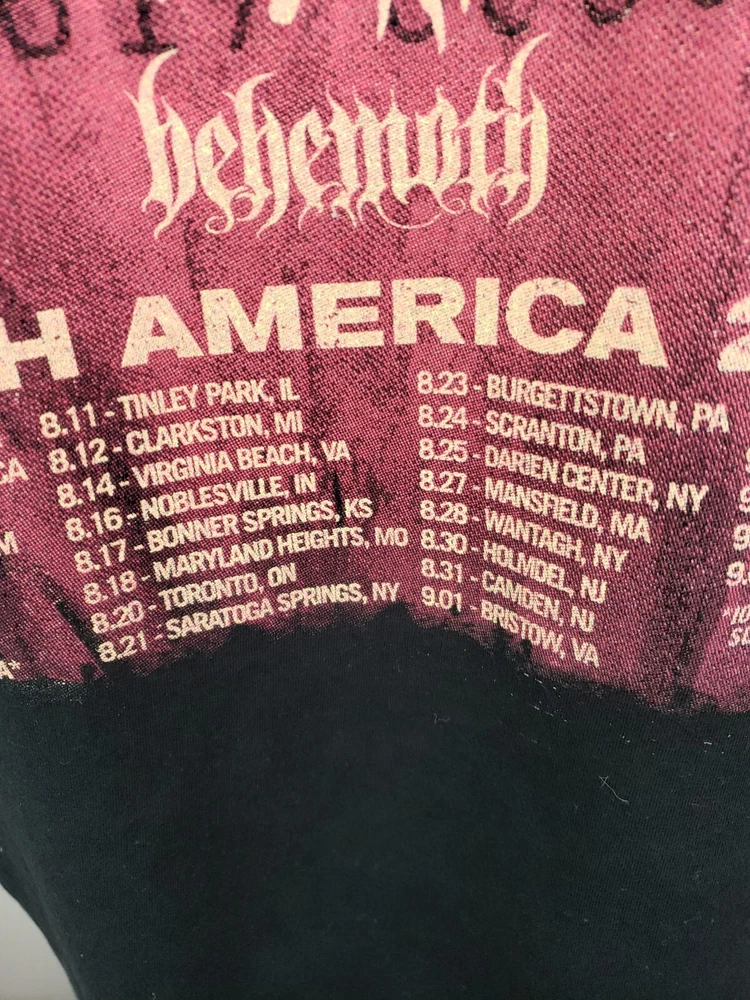 behemoth
H AMERICA 2
8.11 - TINLEY PARK, IL
8.12 - CLARKSTON, MI
8.14 - VIRGINIA BEACH, VA
8.16 - NOBLESVILLE, IN
8.17 - BONNER SPRINGS, KS
8.18 - MARYLAND HEIGHTS, MO
8.20 - TORONTO, ON
8.21 - SARATOGA SPRINGS, NY
8.23 - BURGETTSTOWN, PA
8.24 - SCRANTON, PA
8.25 - DARIEN CENTER, NY
8.27 - MANSFIELD, MA
8.28 - WANTAGH, NY
8.30 - HOLMDEL, NJ
8.31 - CAMDEN, NJ
9.01 - BRISTOW, VA